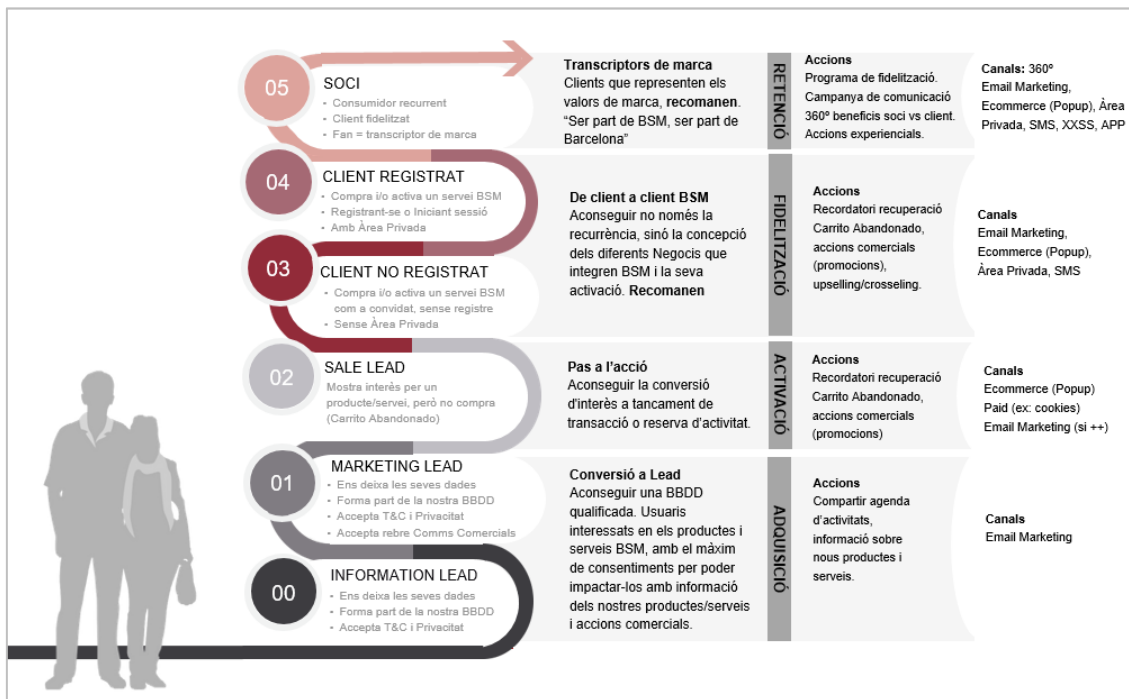 05
SOCI
• Consumidor recurrent
• Client fidelitzat
• Fan = transcriptor de marca
Transcriptors de marca
Clients que representen els
valors de marca, recomanen.
“Ser part de BSM, ser part de
Barcelona”
RETENCIÓ
Accions
Programa de fidelització.
Campanya de comunicació
360º beneficis soci vs client.
Accions experiencials.
Canals: 360º
Email Marketing,
Ecommerce (Popup), Àrea
Privada, SMS, XXSS, APP
04
CLIENT REGISTRAT
• Compra i/o activa un servei BSM
• Registrant-se o Iniciant sessió
• Amb Àrea Privada
03
CLIENT NO REGISTRAT
• Compra i/o activa un servei BSM
com a convidat, sense registre
• Sense Àrea Privada
De client a client BSM
Aconseguir no només la
recurrència, sinó la concepció
dels diferents Negocis que
integren BSM i la seva
activació. Recomanen
FIDELITZACIÓ
Accions
Recordatori recuperació
Carrito Abandonado,
accions comercials
(promocions),
upselling/crosseling.
Canals
Email Marketing,
Ecommerce (Popup),
Àrea Privada, SMS
02
SALE LEAD
Mostra interès per un
producte/servei, però no compra
(Carrito Abandonado)
Pas a l’acció
Aconseguir la conversió
d'interès a tancament de
transacció o reserva d’activitat.
ACTIVACIÓ
Accions
Recordatori recuperació
Carrito Abandonado,
accions comercials
(promocions)
Canals
Ecommerce (Popup)
Paid (ex: cookies)
Email Marketing (si ++)
01
MARKETING LEAD
• Ens deixa les seves dades
• Forma part de la nostra BBDD
• Accepta T&C i Privacitat
• Accepta rebre Comms Comercials
00
INFORMATION LEAD
• Ens deixa les seves dades
• Forma part de la nostra BBDD
• Accepta T&C i Privacitat
Conversió a Lead
Aconseguir una BBDD
qualificada. Usuaris
interessats en els productes i
serveis BSM, amb el màxim
de consentiments per poder
impactar-los amb informació
dels nostres productes/serveis
i accions comercials.
ADQUISICIÓ
Accions
Compartir agenda
d’activitats,
informació sobre
nous productes i
serveis.
Canals
Email Marketing